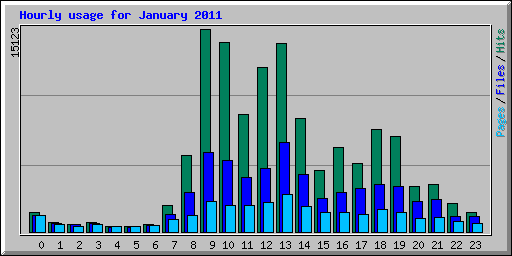 Hourly usage for January 2011
15123
Pages/Files/Hits
0 1 2 3 4 5 6 7 8 9 10 11 12 13 14 15 16 17 18 19 20 21 22 23